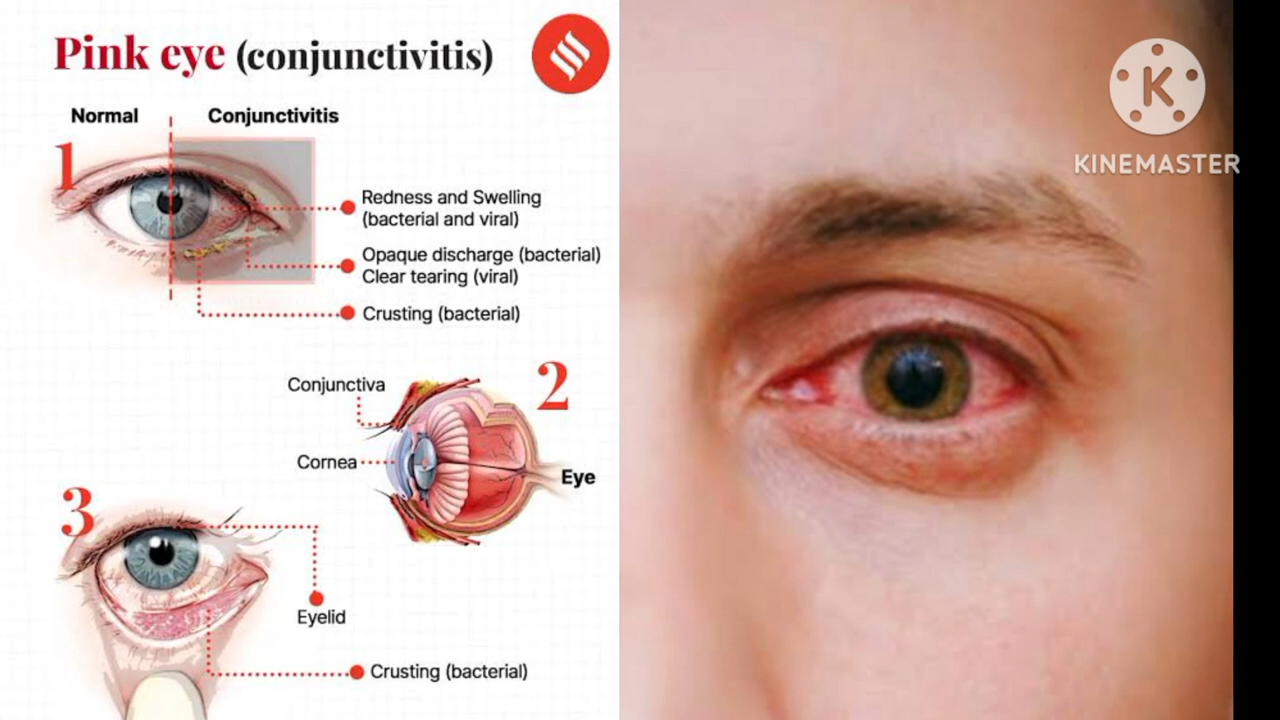 Pink eye (conjunctivitis)
Normal
Conjunctivitis
1
Redness and Swelling
(bacterial and viral)
Opaque discharge (bacterial)
Clear tearing (viral)
Crusting (bacterial)
2
Conjunctiva
Cornea
Eye
3
Eyelid
Crusting (bacterial)
K
KINEMASTER